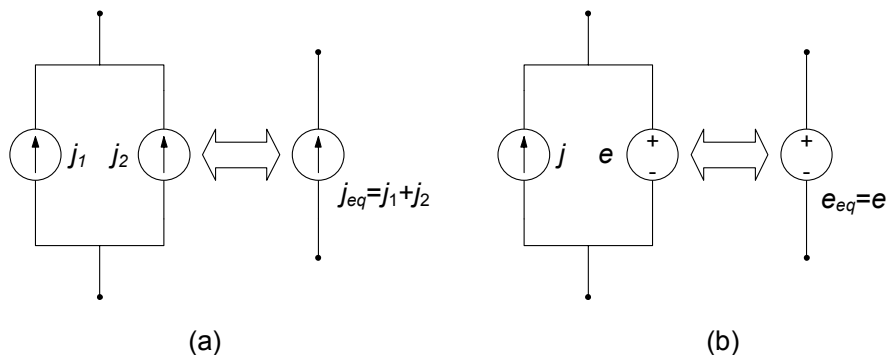 j1 j2
jeq=j1+j2
(a)
j e + - + -
eeq=e
(b)